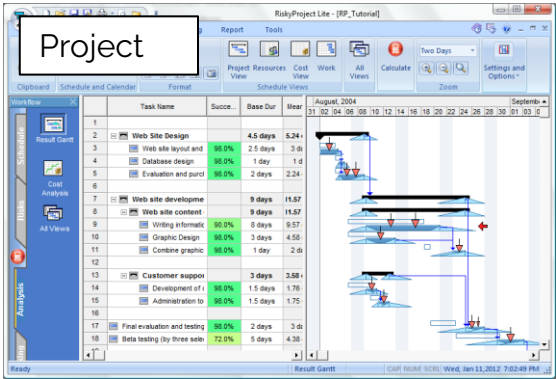 RiskyProject Lite - [RP_Tutorial]
Project
Report Tools
Project View
Resources
Cost View
Work
All Views
Calculate
Two Days
Settings and Options
Clipboard Schedule and Calendar Format Schedule Views Zoom
Workflow
Schedule
Risks
Analysis
Result Gantt
Cost Analysis
All Views
Task Name Succe... Base Dur Mear
August, 2004 Septemb
31 02 04 06 08 10 12 14 16 18 20 22 24 26 28 30 01 03 0
1
2 Web Site Design 4.5 days 5.24
3 Web site layout and 98.0% 2.5 days 3 d
4 Database design 98.0% 1 day 1 d
5 Evaluation and purcl 98.0% 2 days 2.24
6
7 Web site developme 9 days 11.57
8 Web site content 9 days 11.57
9 Writing informatic 90.0% 8 days 9.57
10 Graphic Design 98.0% 3 days 4.58
11 Combine graphic 98.0% 1 day 2 d
12
13 Customer suppor 3 days 3.58
14 Development of 98.0% 1.5 days 1.76
15 Administration to 98.0% 1.5 days 1.75
16
17 Final evaluation and testing 98.0% 2 days 3 d
18 Beta testing (by three sele 72.0% 5 days 4.38
Ready Result Gantt CAP NUM SCRL Wed, Jan 11, 2012 7:02:49 PM